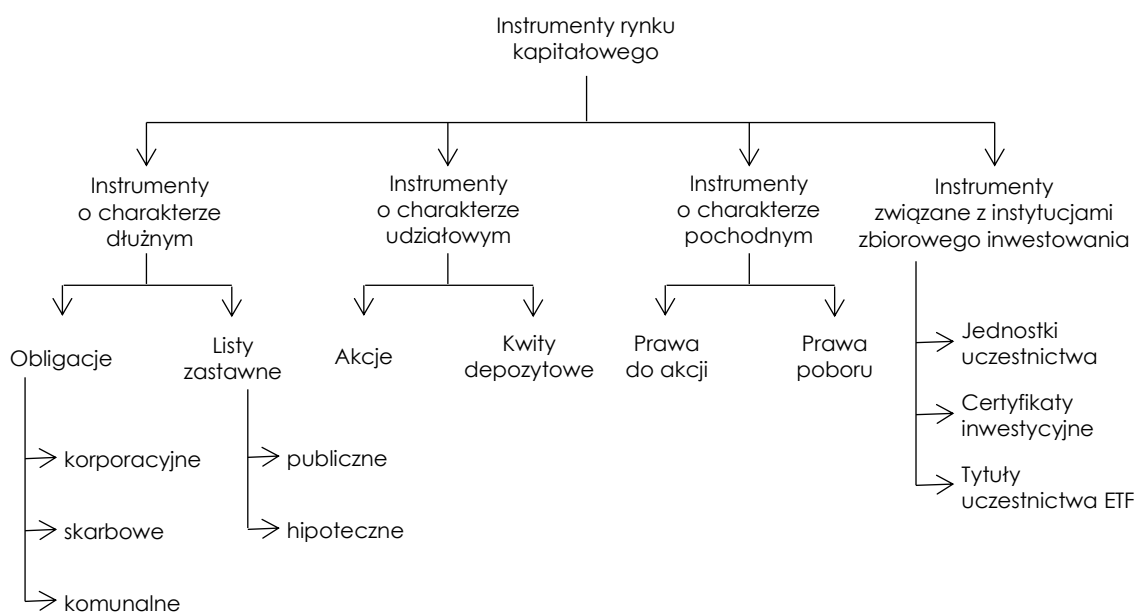 Instrumenty rynku
kapitałowego
Instrumenty
o charakterze
dłużnym
Instrumenty
o charakterze
udziałowym
Instrumenty
o charakterze
pochodnym
Instrumenty
związane z instytucjami
zbiorowego inwestowania
Obligacje
Listy
zastawne
Akcje
Kwity
depozytowe
Prawa
do akcji
Prawa
poboru
Jednostki
uczestnictwa
Certyfikaty
inwestycyjne
Tytuły
uczestnictwa ETF
korporacyjne
skarbowe
komunalne
publiczne
hipoteczne